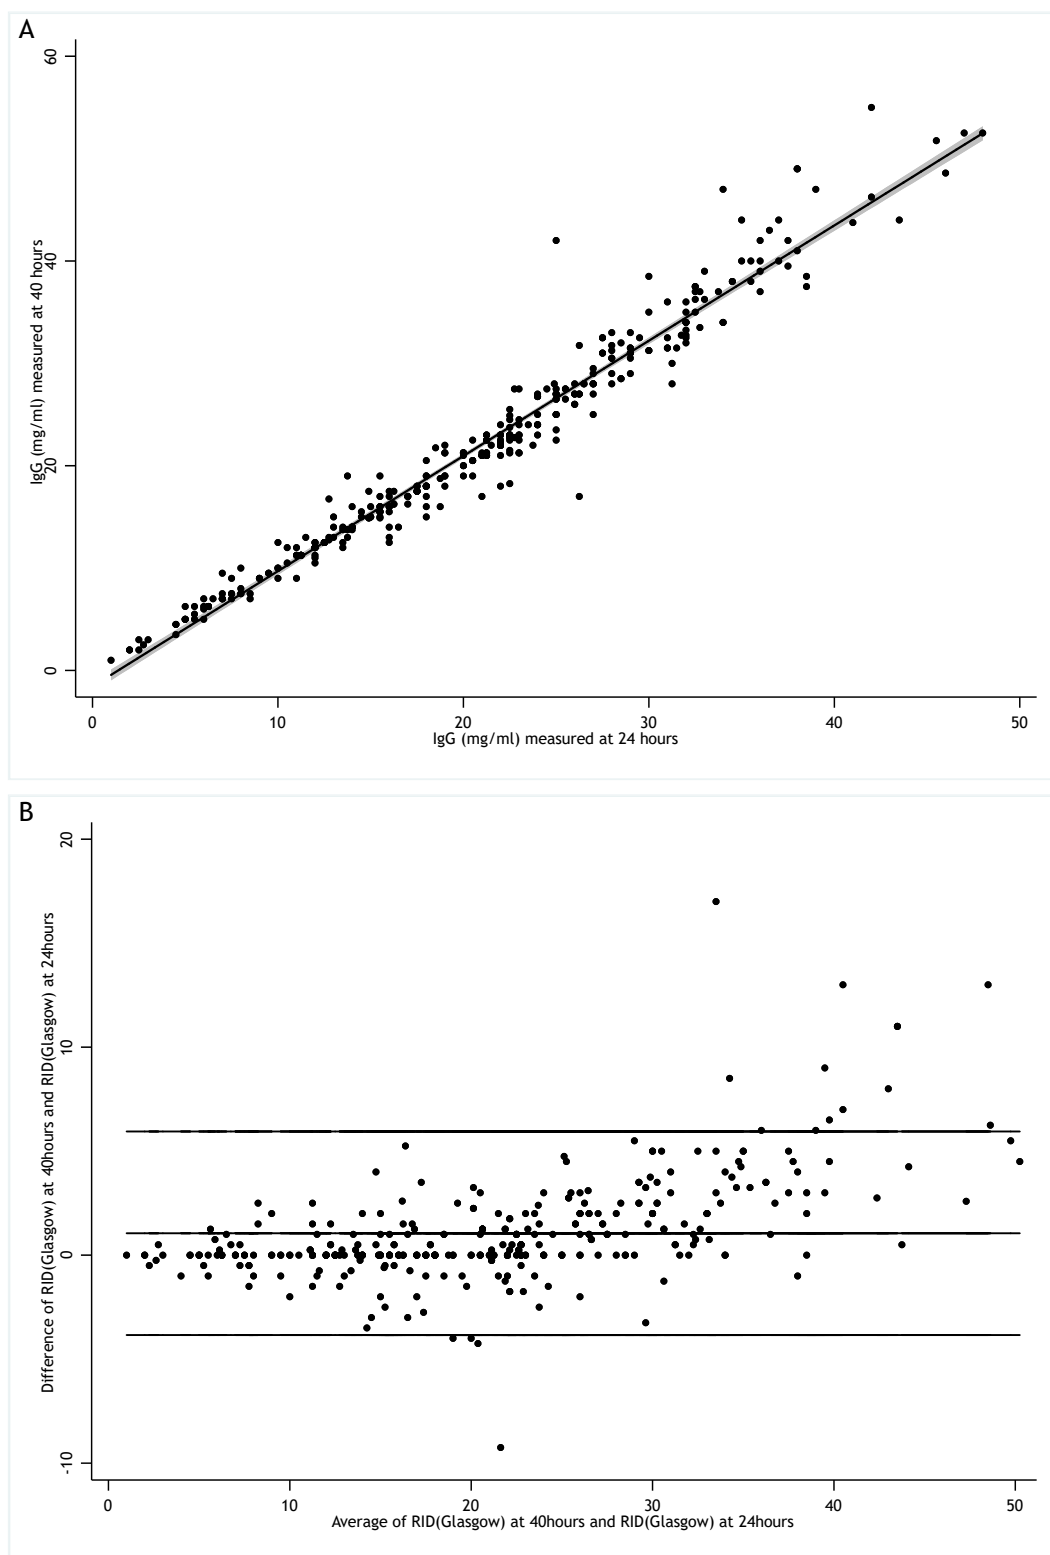 A
60
40
20
0
IgG (mg/ml) measured at 40 hours
0 10 20 30 40 50
IgG (mg/ml) measured at 24 hours
B
20
10
0
-10
Difference of RID(Glasgow) at 40hours and RID(Glasgow) at 24hours
0 10 20 30 40 50
Average of RID(Glasgow) at 40hours and RID(Glasgow) at 24hours